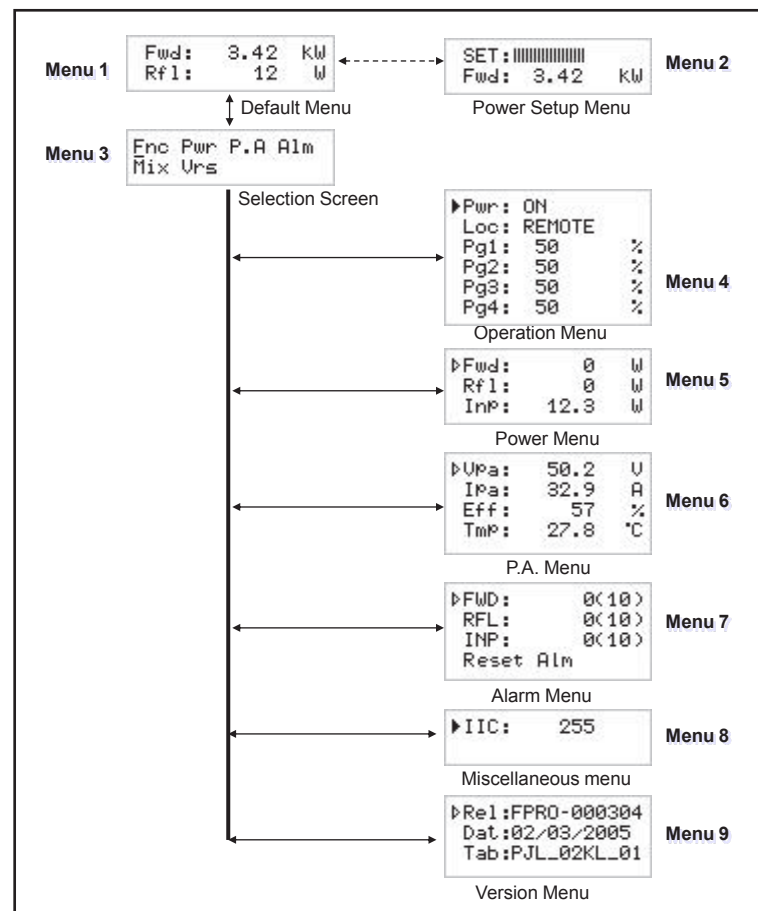 Menu 1
Fwd: 3.42 KW
Rfl: 12 W
SET:
Fwd: 3.42 KW
Menu 2
Default Menu
Power Setup Menu
Menu 3
Fnc Pwr P.A Alm
Mix Vrs
Selection Screen
Pwr: ON
Loc: REMOTE
Pg1: 50 %
Pg2: 50 %
Pg3: 50 %
Pg4: 50 %
Menu 4
Operation Menu
Fwd: 0 W
Rfl: 0 W
Inp: 12.3 W
Menu 5
Power Menu
Vpa: 50.2 V
Ipa: 32.9 A
Eff: 57 %
Tmp: 27.8 °C
Menu 6
P.A. Menu
FWD: 0(10)
RFL: 0(10)
INP: 0(10)
Reset Alm
Menu 7
Alarm Menu
IIC: 255
Menu 8
Miscellaneous menu
Rel:FPRO-000304
Dat:02/03/2005
Tab:PJL_02KL_01
Menu 9
Version Menu